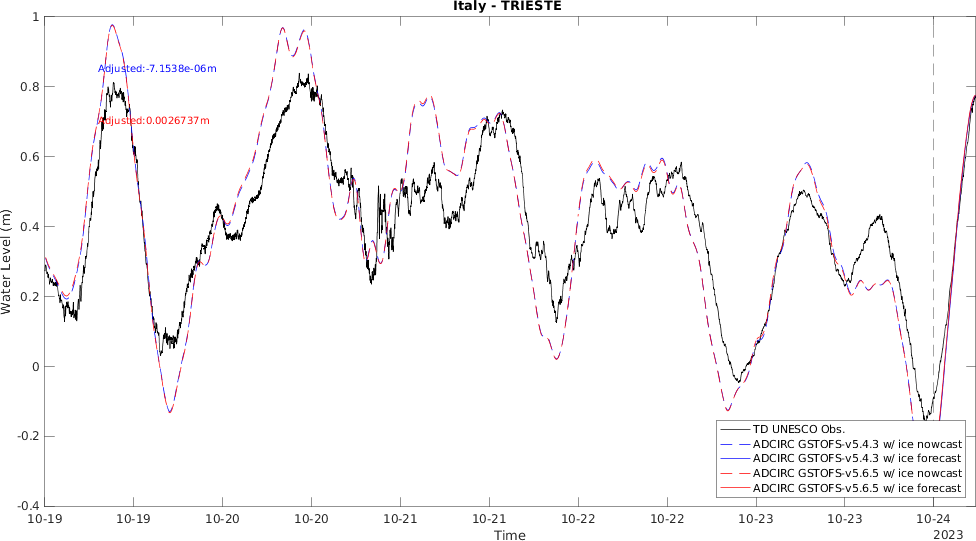 Italy - TRIESTE
1
0.8
0.6
0.4
0.2
0
-0.2
-0.4
Water Level (m)
Adjusted:-7.1538e-06m
Adjusted:0.0026737m
TD UNESCO Obs.
ADCIRC GSTOFS-v5.4.3 w/ ice nowcast
ADCIRC GSTOFS-v5.4.3 w/ ice forecast
ADCIRC GSTOFS-v5.6.5 w/ ice nowcast
ADCIRC GSTOFS-v5.6.5 w/ ice forecast
10-19 10-19 10-20 10-20 10-21 10-21 10-22 10-22 10-23 10-23 10-24
Time
2023